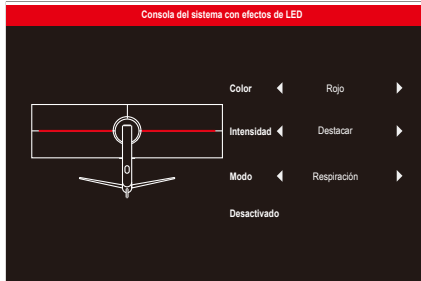 Consola del sistema con efectos de LED
Color Rojo
Intensidad Destacar
Modo Respiración
Desactivado